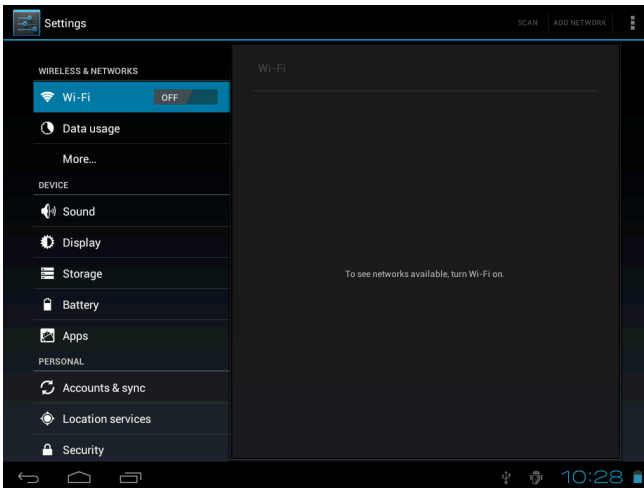 Settings
SCAN
ADD NETWORK
WIRELESS & NETWORKS
Wi-Fi
OFF
Data usage
More...
DEVICE
Sound
Display
Storage
Battery
Apps
PERSONAL
Accounts & sync
Location services
Security
Wi-Fi
To see networks available, turn Wi-Fi on.
10:28